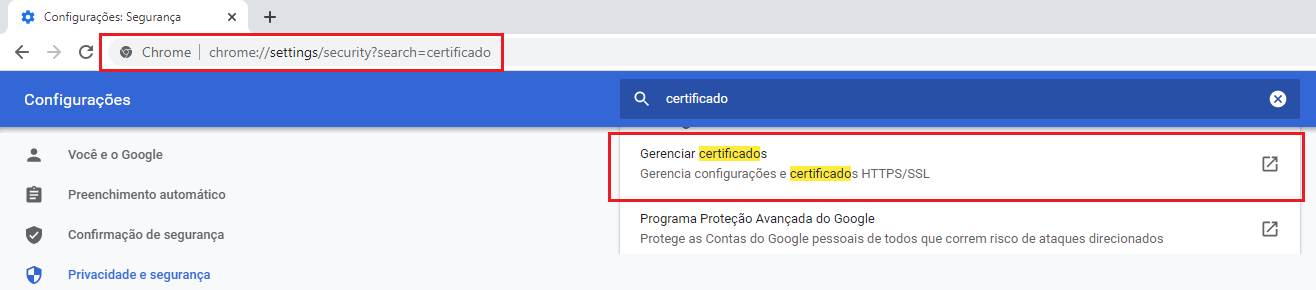 Configurações: Segurança
Chrome | chrome://settings/security?search=certificado
Configurações
certificado
Você e o Google
Preenchimento automático
Confirmação de segurança
Privacidade e segurança
Gerenciar certificados
Gerencia configurações e certificados HTTPS/SSL
Programa Proteção Avançada do Google
Protege as Contas do Google pessoais de todos que correm risco de ataques direcionados